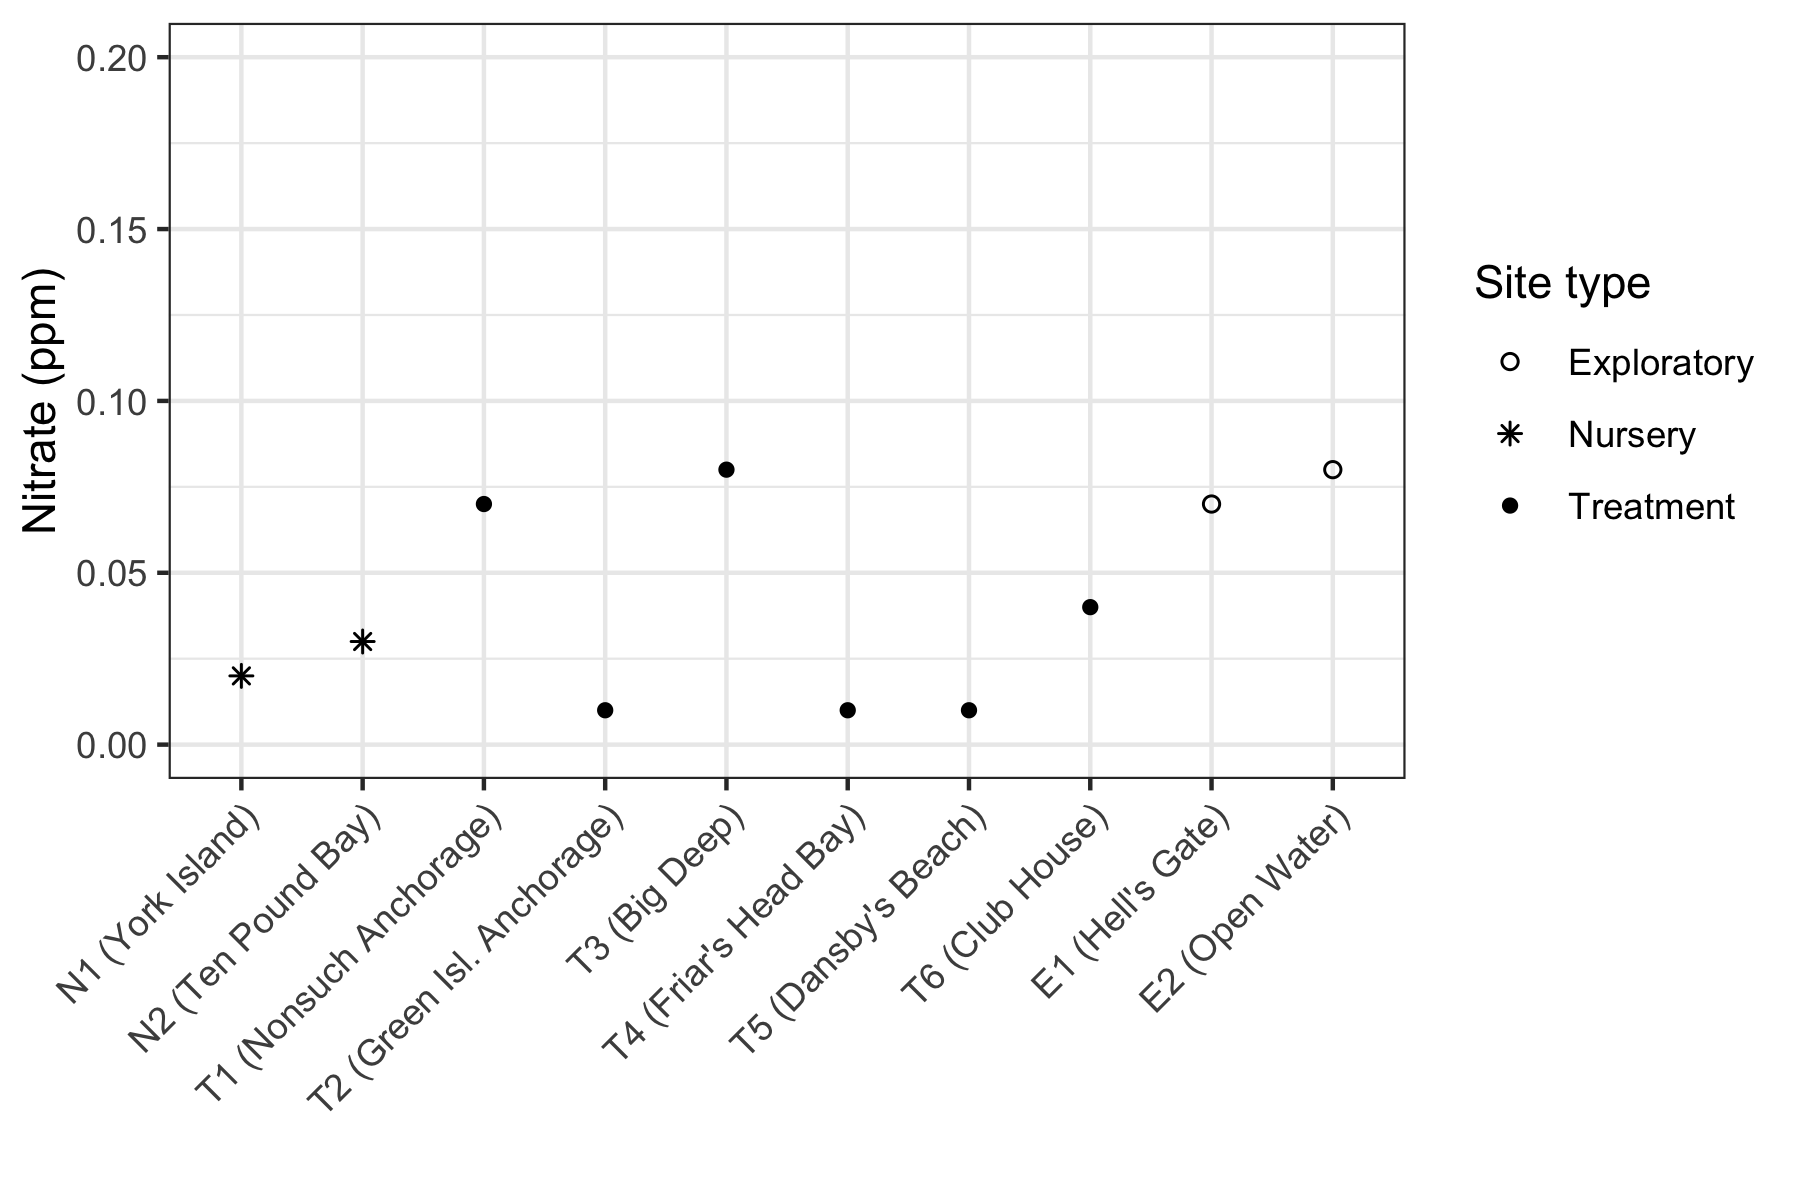 0.20
0.15
0.10
0.05
0.00
Nitrate (ppm)
N1 (York Island)
N2 (Ten Pound Bay)
T1 (Nonsuch Anchorage)
T2 (Green Isl. Anchorage)
T3 (Big Deep)
T4 (Friar's Head Bay)
T5 (Dansby's Beach)
T6 (Club House)
E1 (Hell's Gate)
E2 (Open Water)
Site type
Exploratory
Nursery
Treatment